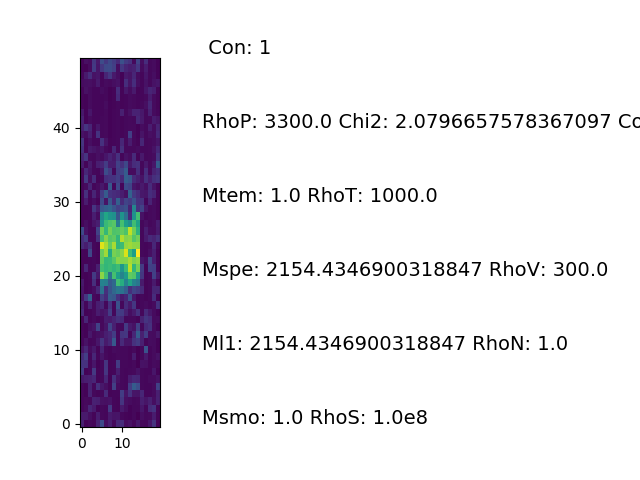 Con: 1
RhoP: 3300.0 Chi2: 2.0796657578367097 Co
Mtem: 1.0 RhoT: 1000.0
Mspe: 2154.4346900318847 RhoV: 300.0
Ml1: 2154.4346900318847 RhoN: 1.0
Msmo: 1.0 RhoS: 1.0e8
40
30
20
10
0
0 10